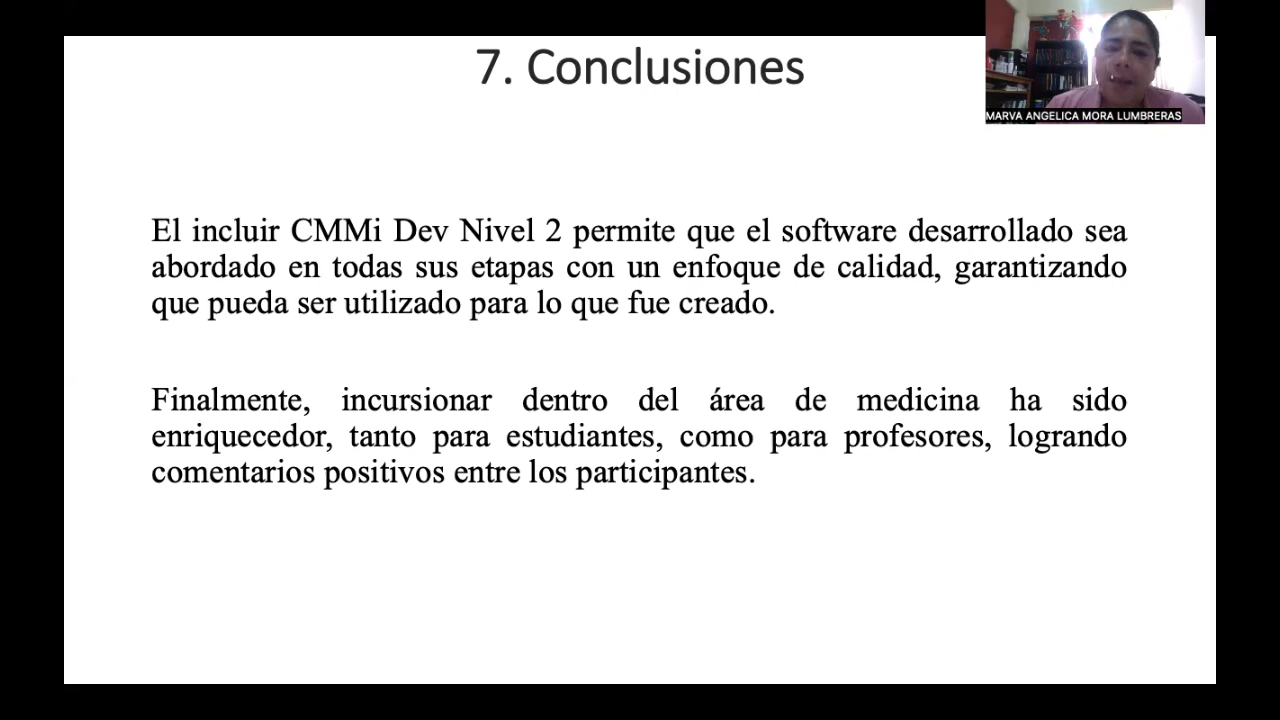 7. Conclusiones
MARVA ANGELICA MORA LUMBRERAS
El incluir CMMi Dev Nivel 2 permite que el software desarrollado sea
abordado en todas sus etapas con un enfoque de calidad, garantizando
que pueda ser utilizado para lo que fue creado.
Finalmente, incursionar dentro del área de medicina ha sido
enriquecedor, tanto para estudiantes, como para profesores, logrando
comentarios positivos entre los participantes.